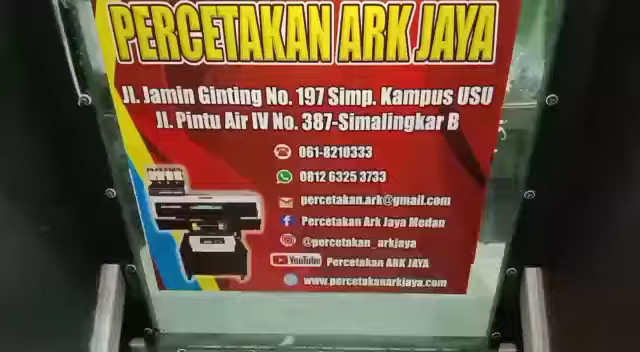 PERCETAKAN ARK JAYA
Jl. Jamin Ginting No. 197 Simp. Kampus USU
Jl. Pintu Air IV No. 387-Simalingkar B
061-8210333
0812 6325 3733
percetakan.ark@gmail.com
Percetakan Ark Jaya Medan
@percetakan_arkjaya
YouTube Percetakan ARK JAYA
www.percetakanarkjaya.com